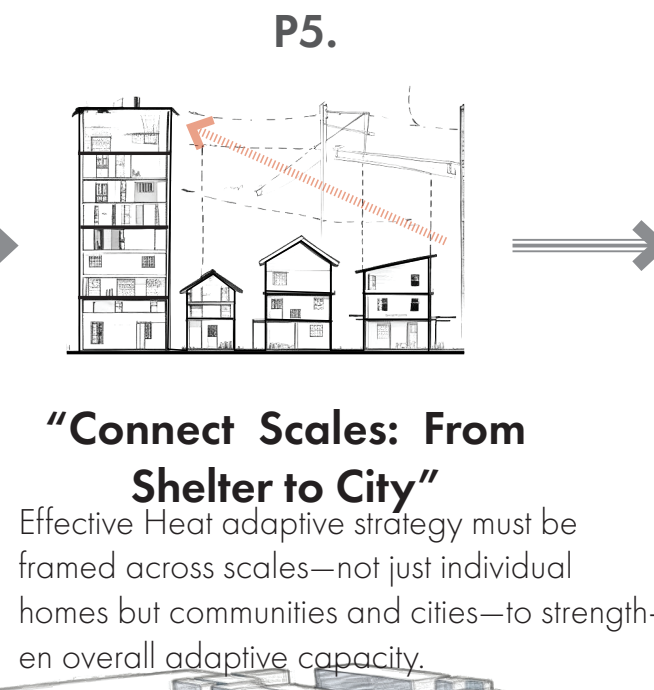 P5.
“Connect Scales: From
Shelter to City”
Effective Heat adaptive strategy must be
framed across scales—not just individual
homes but communities and cities—to strength-
en overall adaptive capacity.